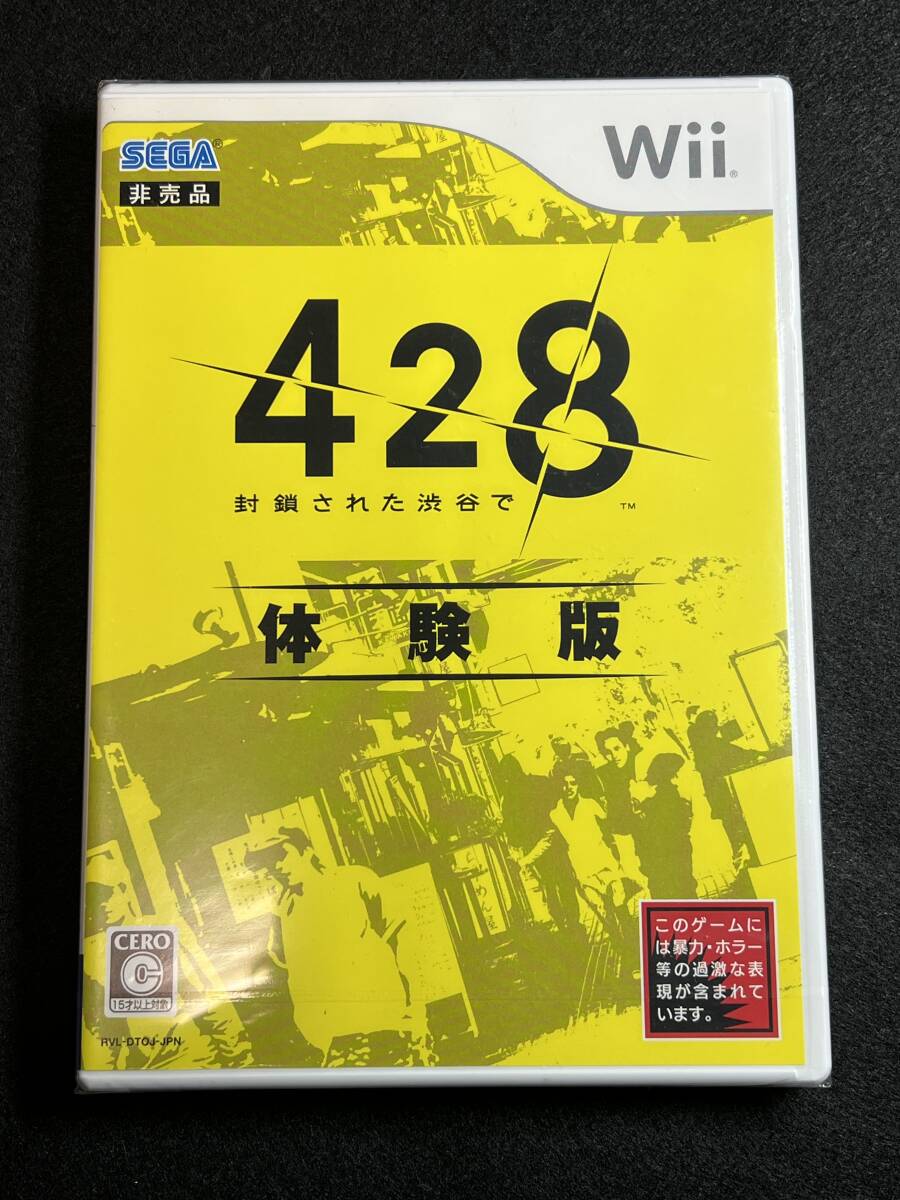 SEGA®
Wii®
非売品
428
封鎖された渋谷で
™
体験版
CERO
C
15才以上対象
RVL-DTOJ-JPN
このゲームに
は暴力・ホラー
等の過激な表
現が含まれて
います。